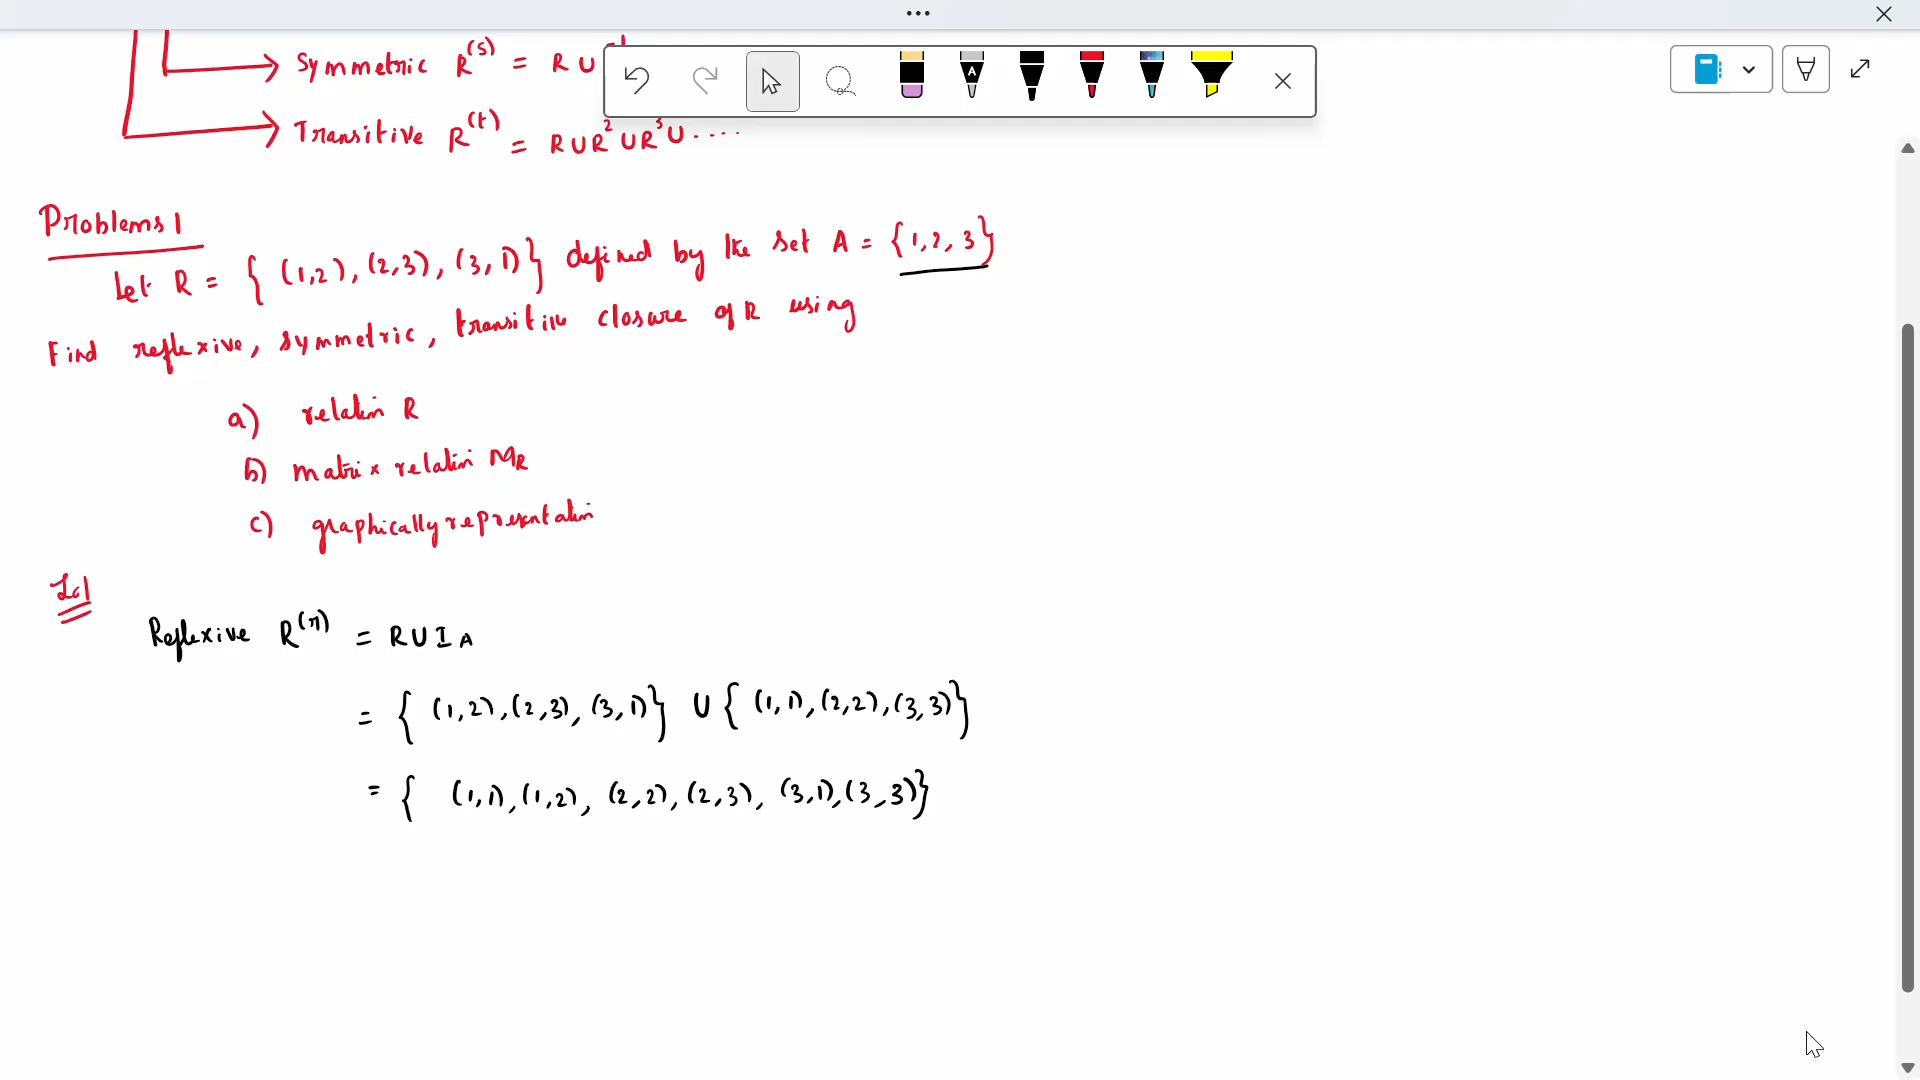 Symmetric R(s) = R U
Transitive R(t) = R U R2 U R3 U ....
Problems 1
Let R = { (1,2), (2,3), (3,1)} defined by the set A = {1,2,3}
Find reflexive, symmetric, transitive closure of R using
a) relation R
b) matrix relation MR
c) graphically representation
Sol
Reflexive R(r) = R U I A
= { (1,2),(2,3),(3,1)} U { (1,1),(2,2),(3,3)}
= { (1,1),(1,2), (2,2),(2,3), (3,1),(3,3)}